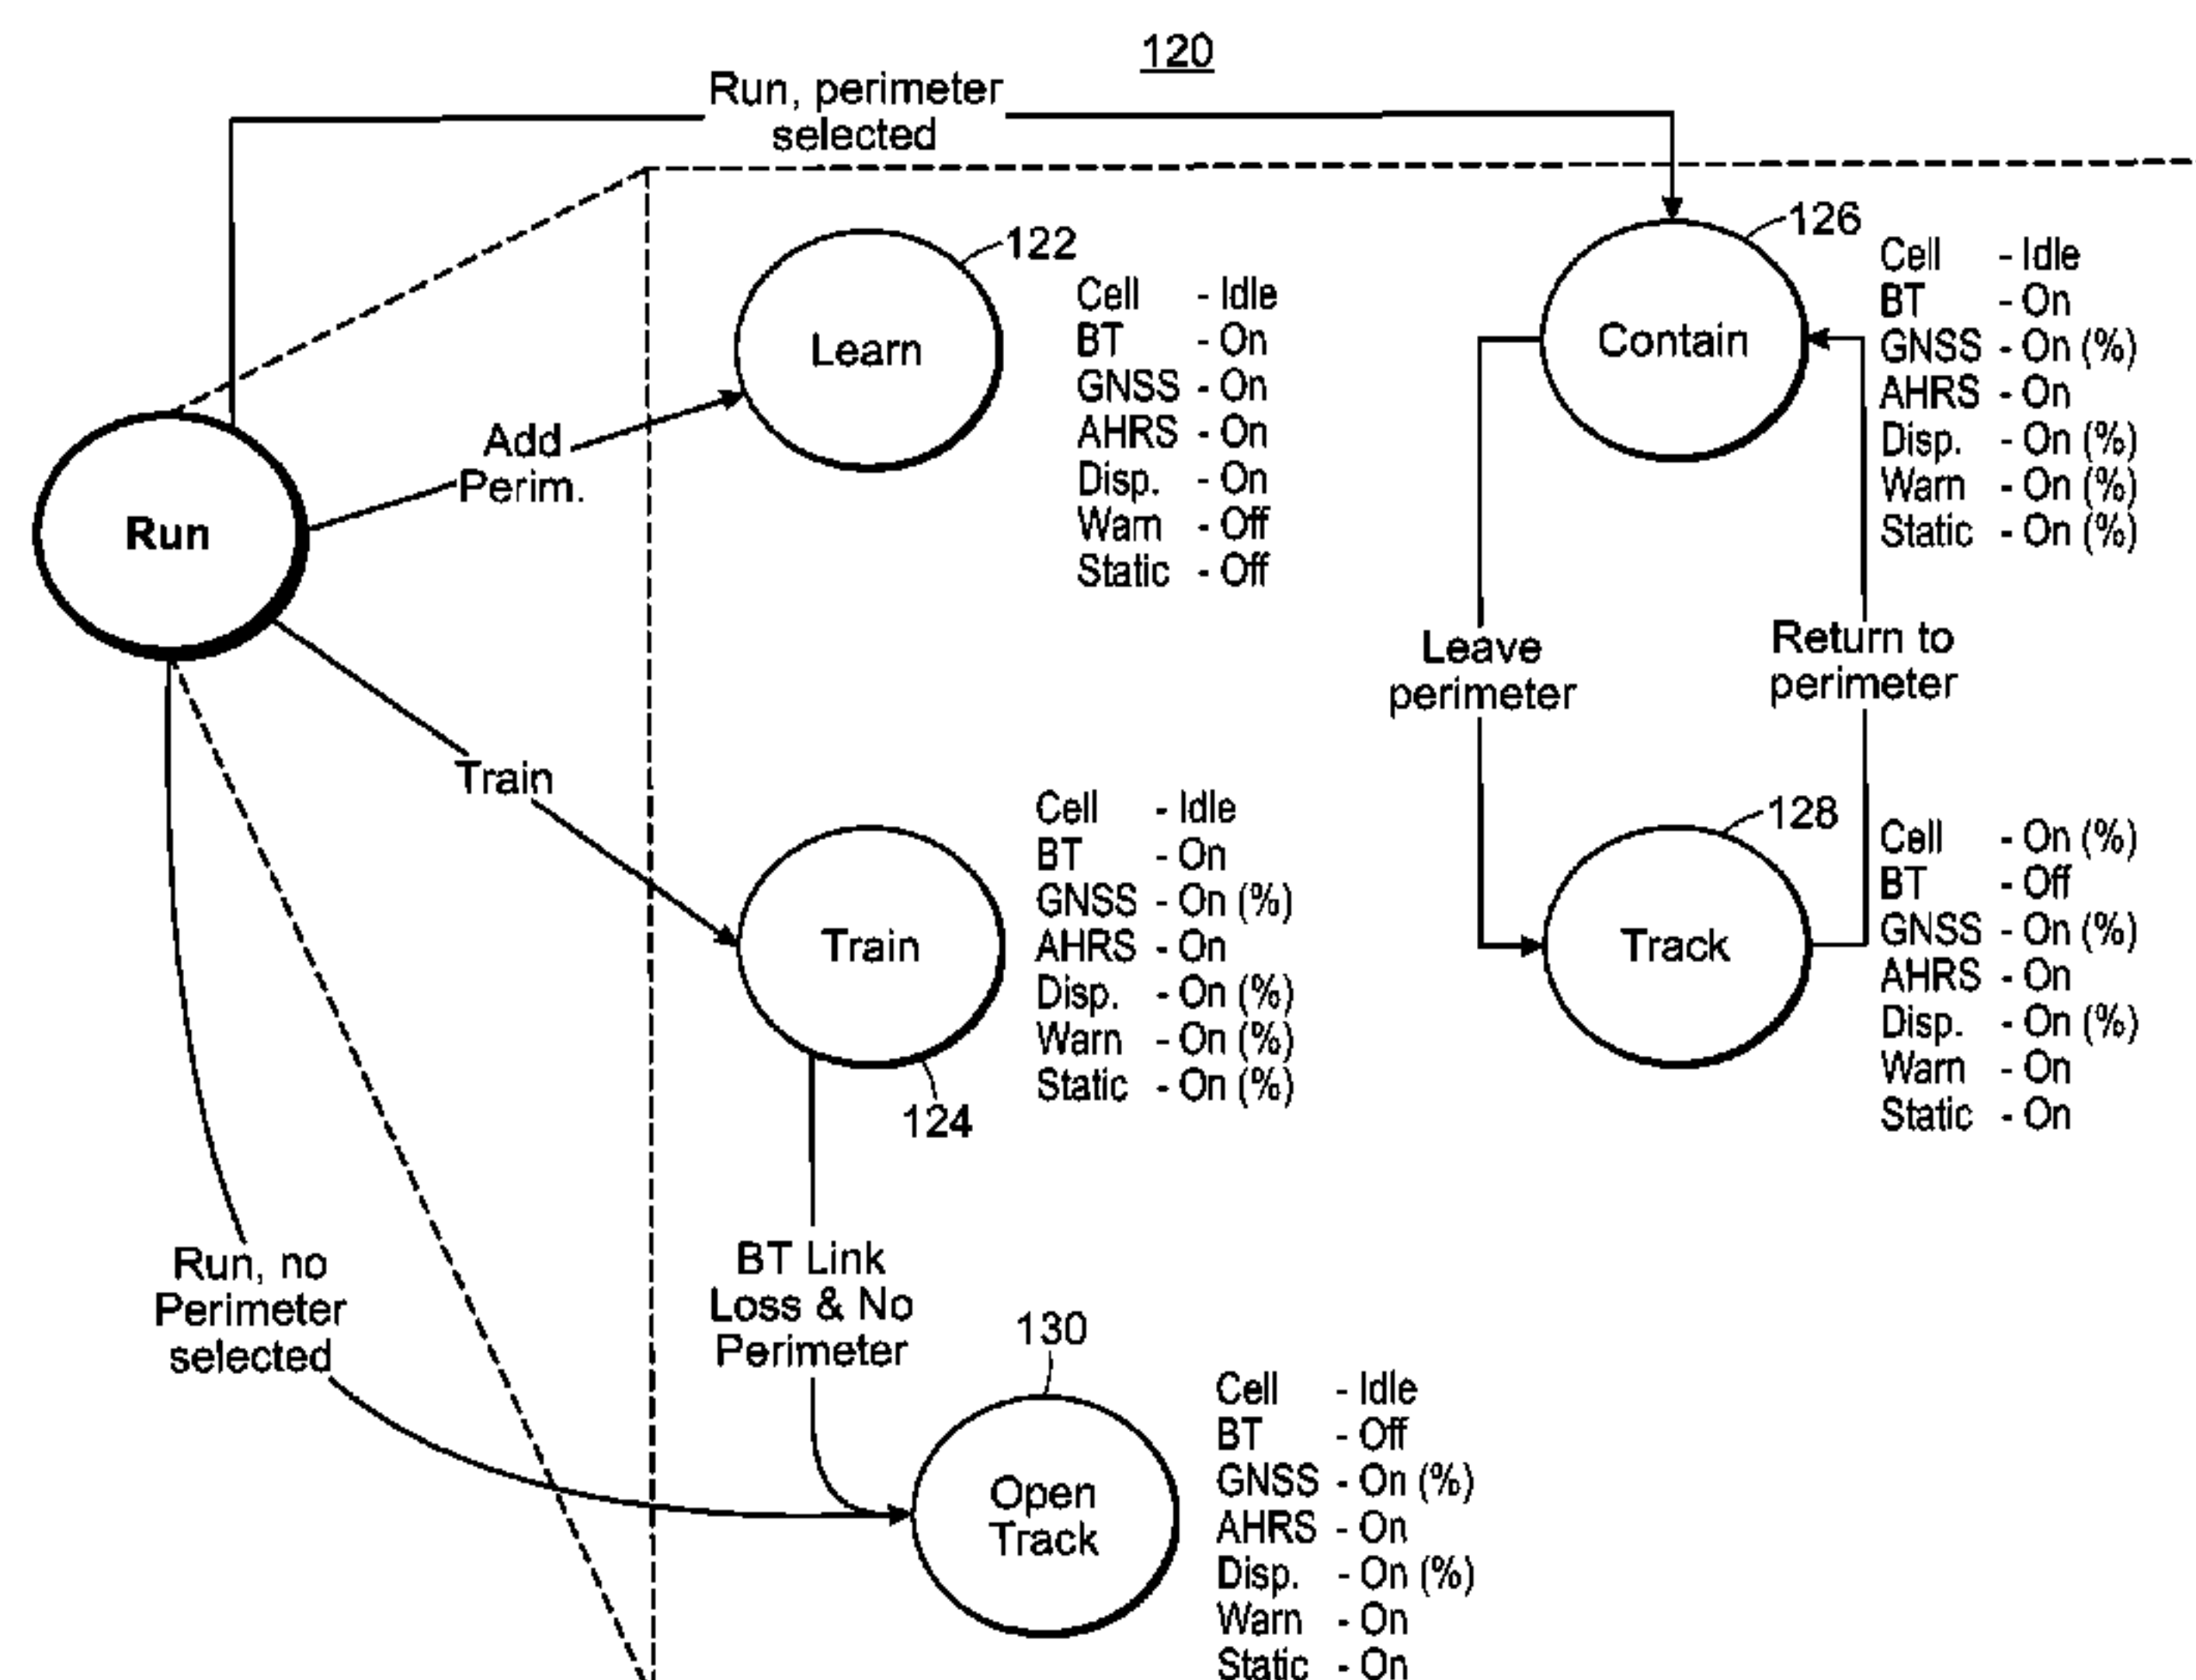 120
Run, perimeter
selected
122
Learn
Cell - Idle
BT - On
GNSS - On
AHRS - On
Disp. - On
Warn - Off
Static - Off
126
Contain
Cell - Idle
BT - On
GNSS - On (%)
AHRS - On
Disp. - On (%)
Warn - On (%)
Static - On (%)
Run
Add
Perim.
Leave
perimeter
Return to
perimeter
Train
Train
124
Cell - Idle
BT - On
GNSS - On (%)
AHRS - On
Disp. - On (%)
Warn - On (%)
Static - On (%)
128
Track
Cell - On (%)
BT - Off
GNSS - On (%)
AHRS - On
Disp. - On (%)
Warn - On
Static - On
Run, no
Perimeter
selected
BT Link
Loss & No
Perimeter
130
Open
Track
Cell - Idle
BT - Off
GNSS - On (%)
AHRS - On
Disp. - On (%)
Warn - On
Static - On